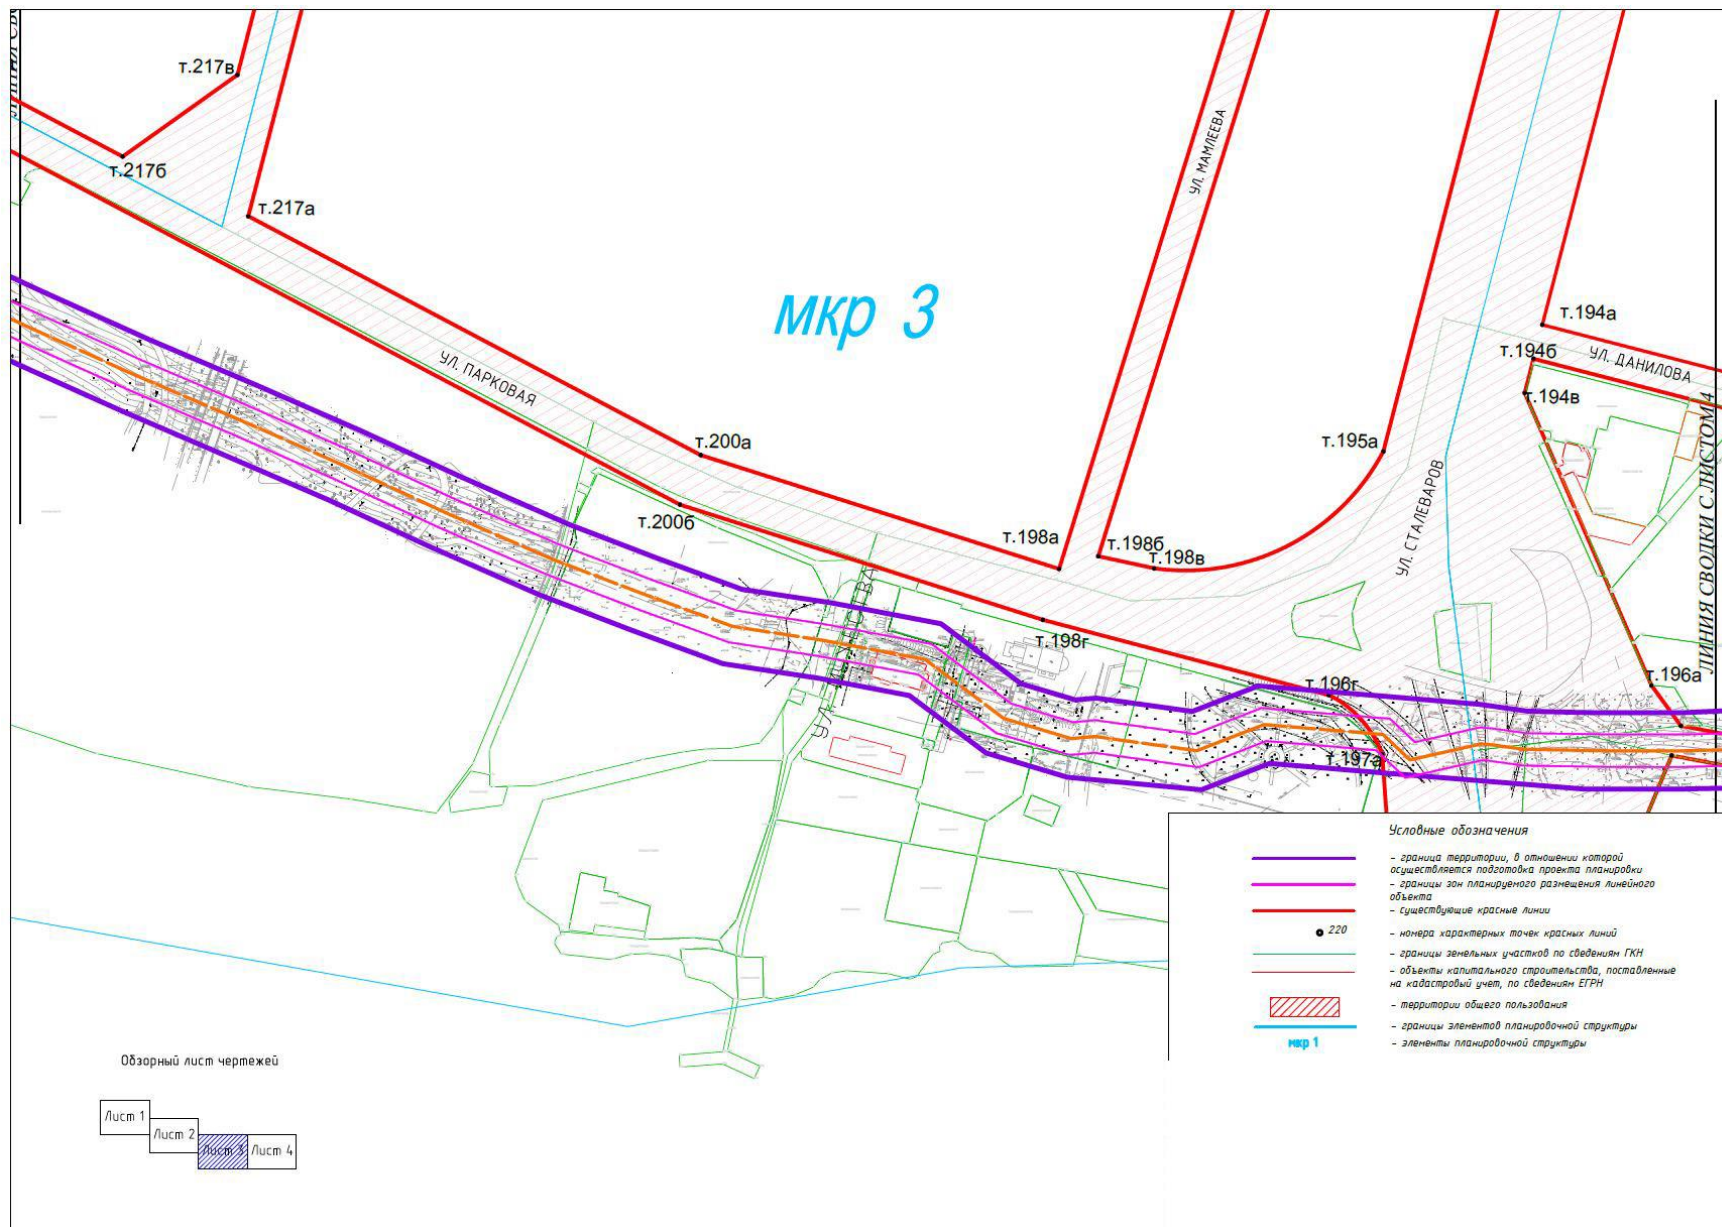 т.217в
т.217б
т.217а
УЛ. МАМЛЕЕВА
мкр 3
т.194а
УЛ. ДАНИЛОВА
т.194б
т.194в
УЛ. ПАРКОВАЯ
т.200а
т.195а
т.200б
т.198а
т.198б
т.198в
УЛ. СТАЛЕВАРОВ
ЛИНИЯ СВОДКИ С ЛИСТОМ 4
т.198г
т.196г
т.196а
т.197а
Условные обозначения
- граница территории, в отношении которой
осуществляется подготовка проекта планировки
- границы зон планируемого размещения линейного
объекта
- существующие красные линии
220
- номера характерных точек красных линий
- границы земельных участков по сведениям ГКН
- объекты капитального строительства, поставленные
на кадастровый учет, по сведениям ЕГРН
- территории общего пользования
- границы элементов планировочной структуры
мкр 1
- элементы планировочной структуры
Обзорный лист чертежей
Лист 1
Лист 2
Лист 3
Лист 4